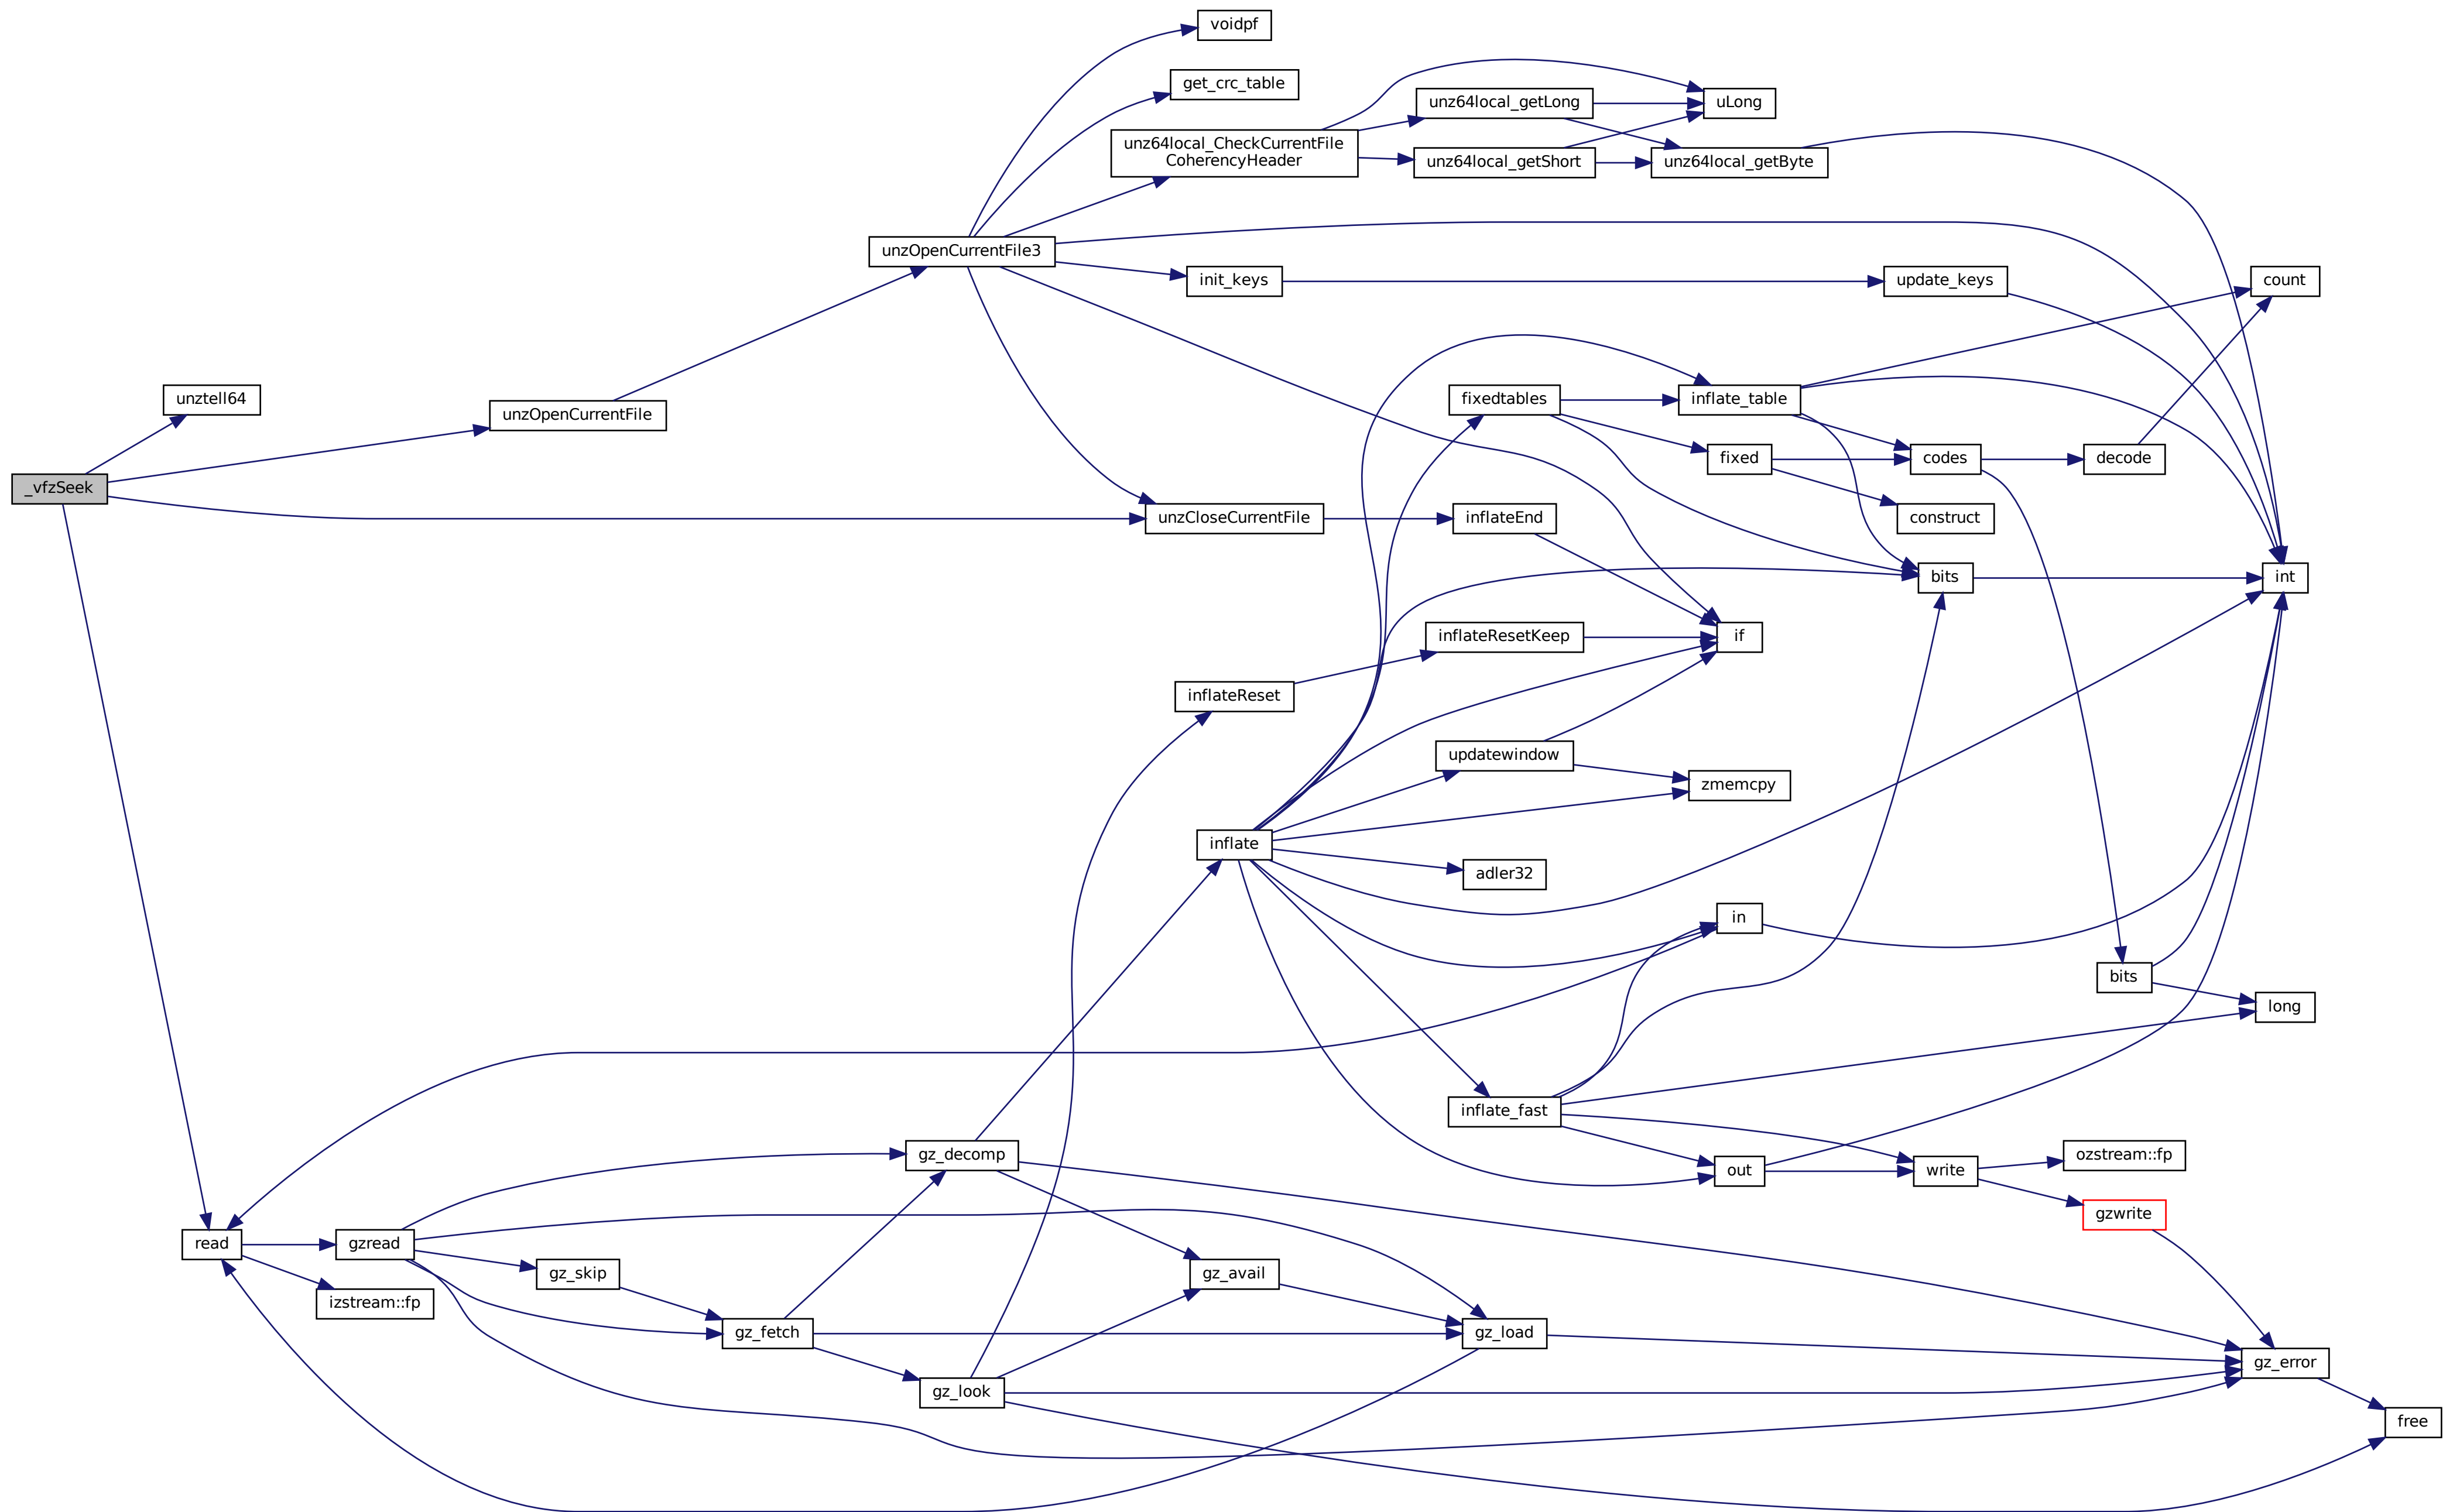 voidpf
get_crc_table
unz64local_getLong
uLong
unz64local_CheckCurrentFile
CoherencyHeader
unz64local_getShort
unz64local_getByte
unzOpenCurrentFile3
init_keys
update_keys
count
unztell64
unzOpenCurrentFile
fixedtables
inflate_table
fixed
codes
decode
_vfzSeek
unzCloseCurrentFile
inflateEnd
construct
bits
int
inflateResetKeep
if
inflateReset
updatewindow
zmemcpy
inflate
adler32
in
bits
long
inflate_fast
gz_decomp
out
write
ozstream::fp
gzwrite
read
gzread
gz_skip
gz_avail
izstream::fp
gz_fetch
gz_load
gz_error
gz_look
free